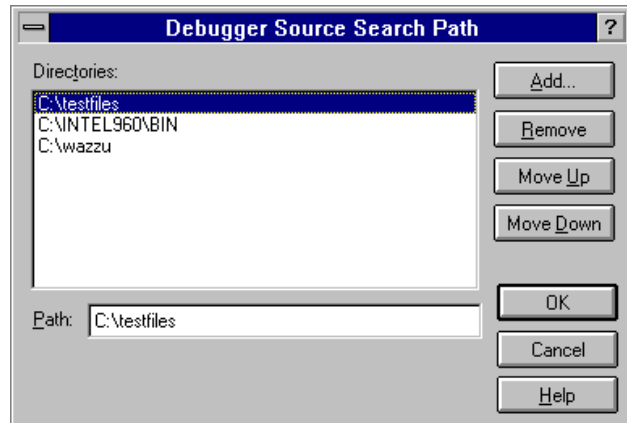 Debugger Source Search Path
?
Directories:
C:\testfiles
C:\INTEL960\BIN
C:\wazzu
Path: C:\testfiles
Add...
Remove
Move Up
Move Down
OK
Cancel
Help